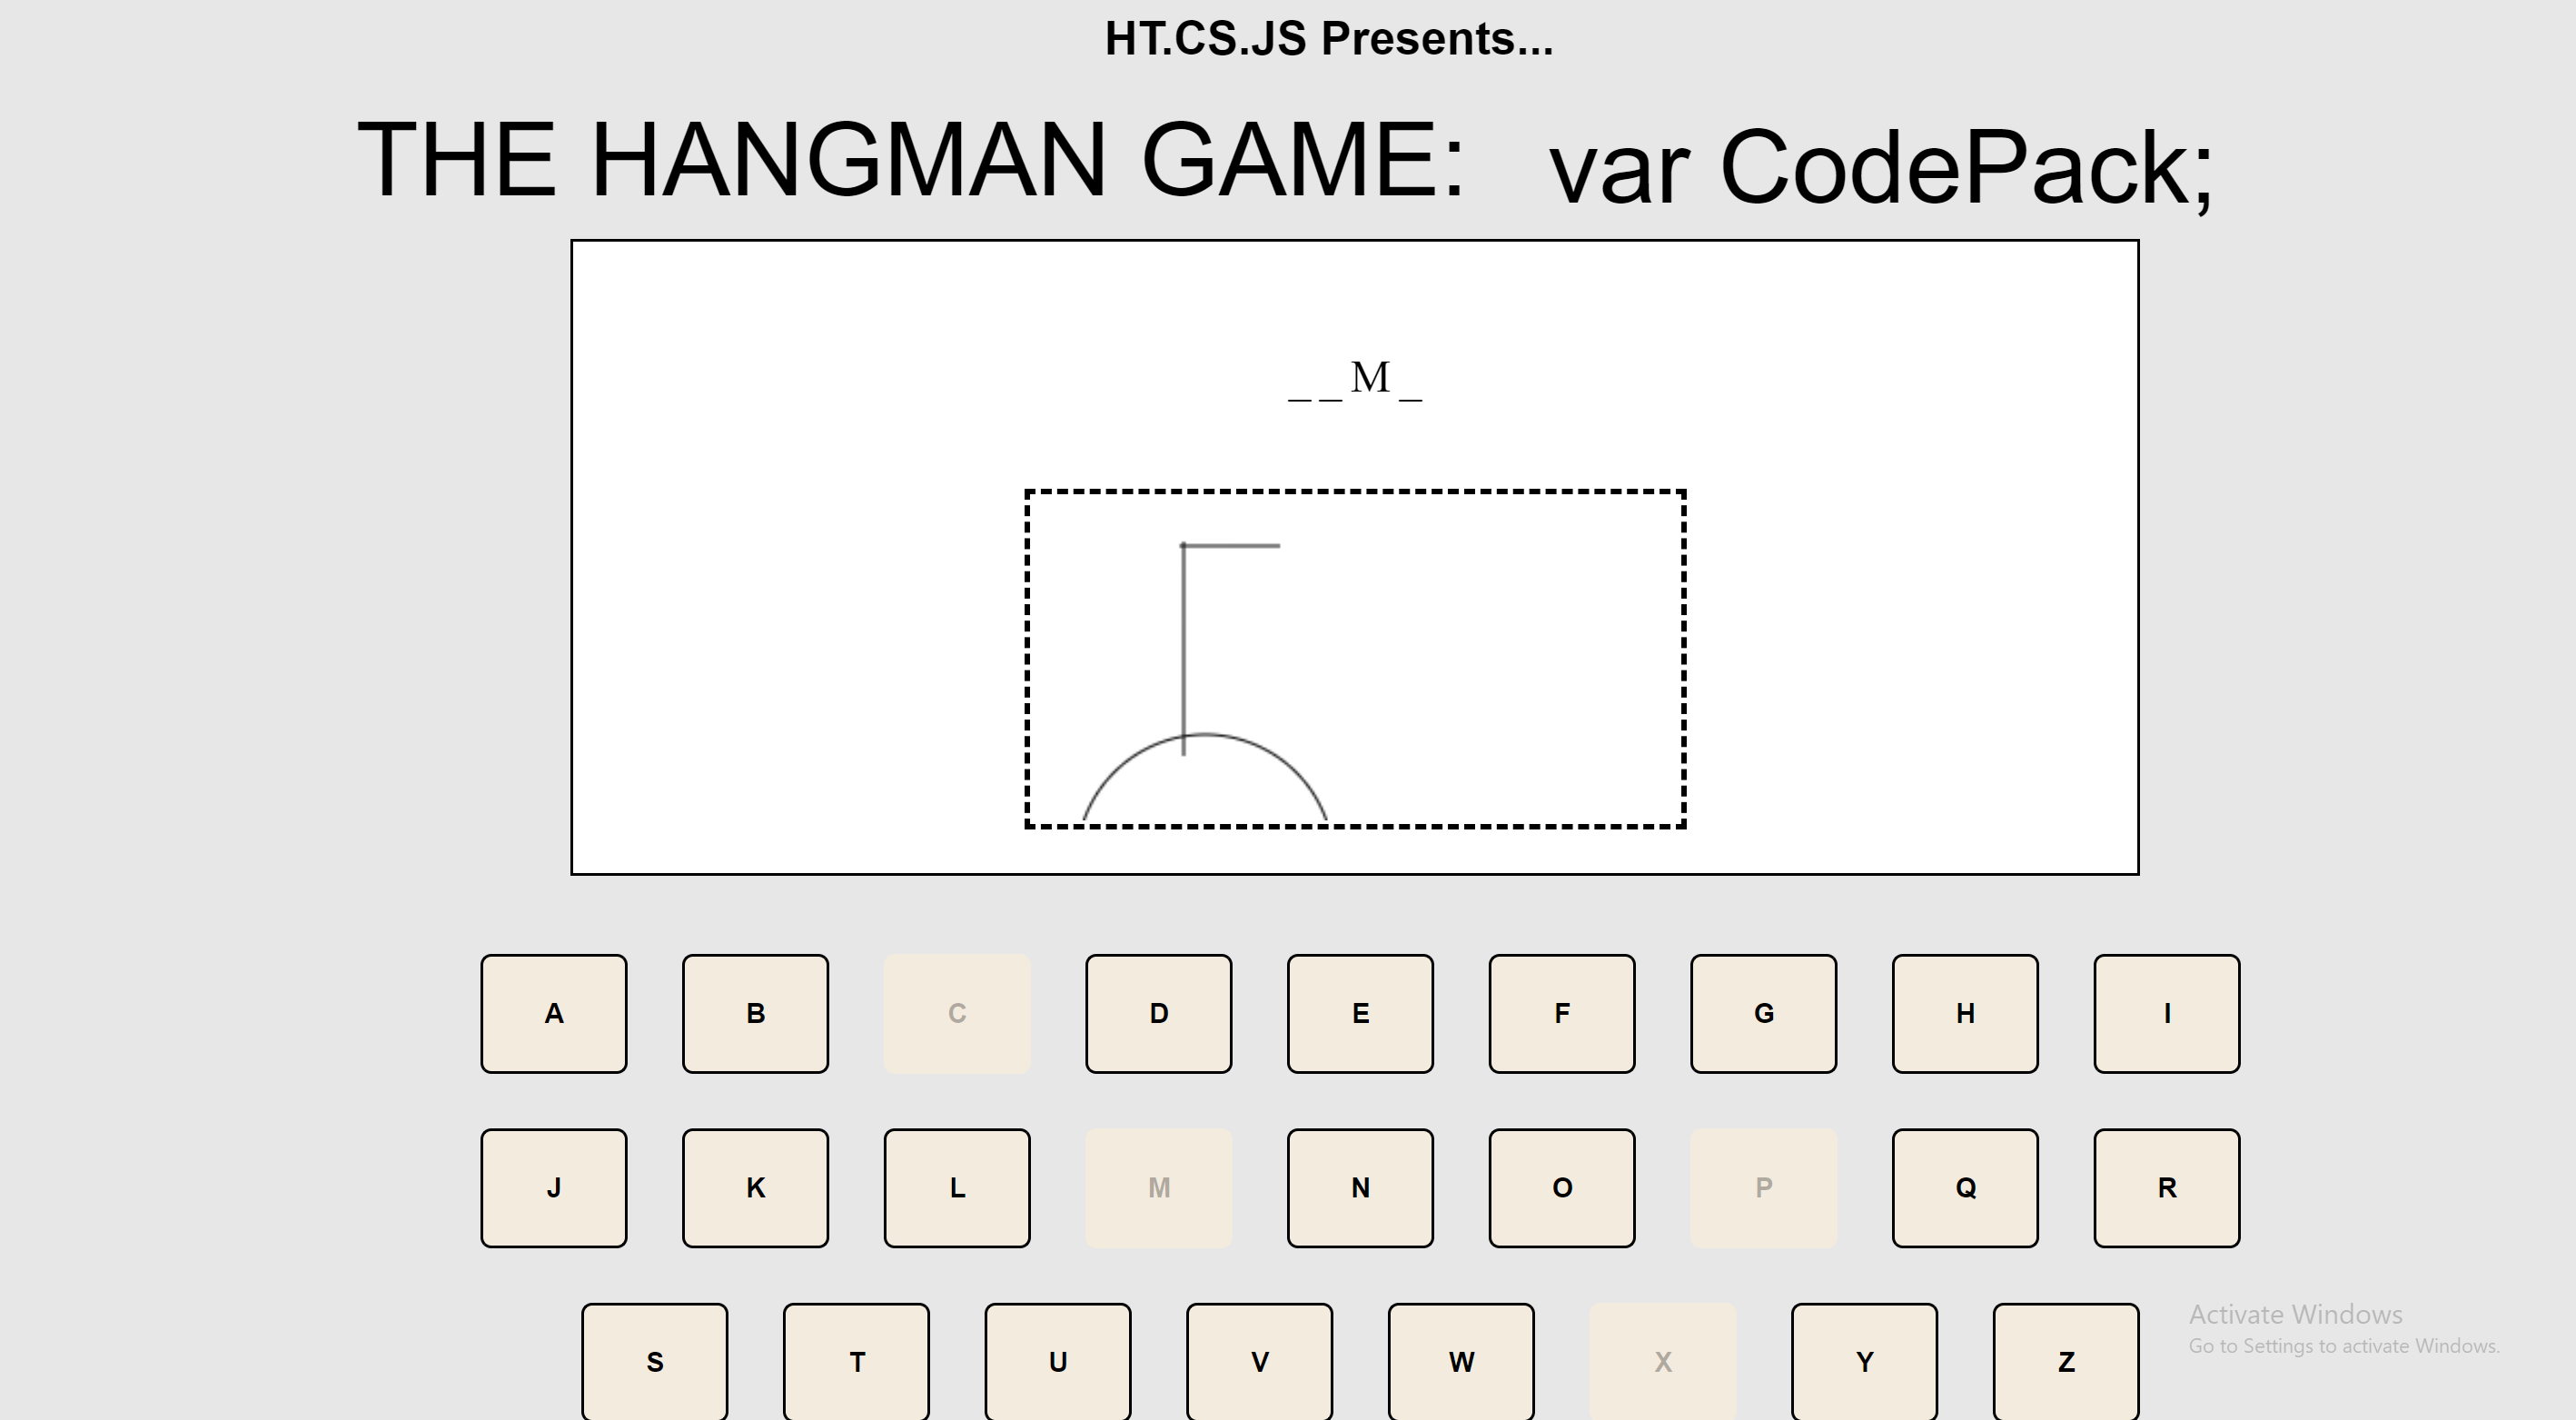 HT.CS.JS Presents...
THE HANGMAN GAME: var CodePack;
_ _ M _
A B C D E F G H I
J K L M N O P Q R
S T U V W X Y Z
Activate Windows
Go to Settings to activate Windows.